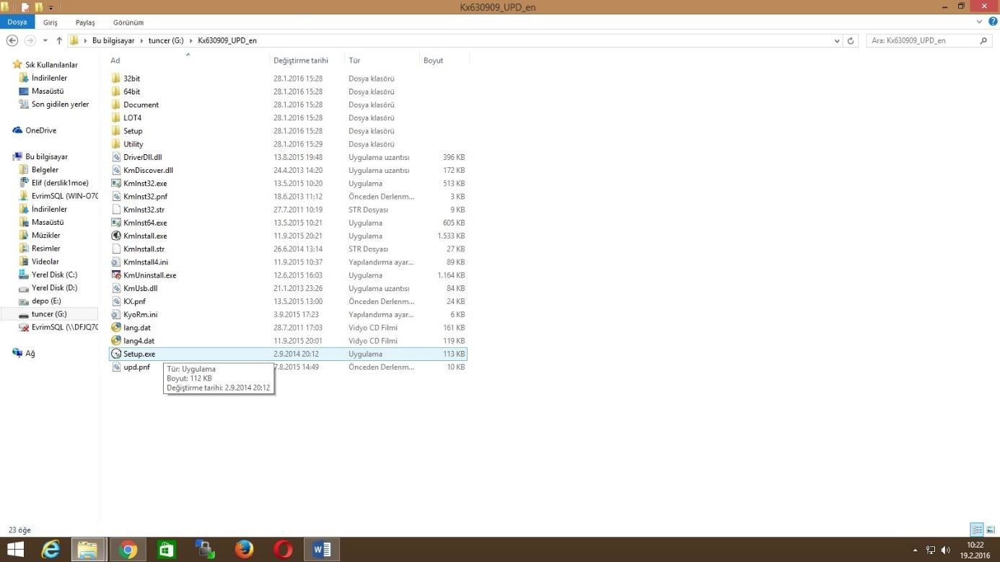 Kx630909_UPD_en
Dosya Giriş Paylaş Görünüm
Bu bilgisayar tuncer (G:) Kx630909_UPD_en
Ara: Kx630909_UPD_en
Sık Kullanılanlar
İndirilenler
Masaüstü
Son gidilen yerler
OneDrive
Bu bilgisayar
Belgeler
Elif (derslik1moe)
EvrimSQL (WIN-O7G
İndirilenler
Masaüstü
Müzikler
Resimler
Videolar
Yerel Disk (C:)
Yerel Disk (D:)
depo (E:)
tuncer (G:)
EvrimSQL (\\DFJQ7G
Ağ
Ad Değiştirme tarihi Tür Boyut
32bit 28.1.2016 15:28 Dosya klasörü
64bit 28.1.2016 15:28 Dosya klasörü
Document 28.1.2016 15:28 Dosya klasörü
LOT4 28.1.2016 15:28 Dosya klasörü
Setup 28.1.2016 15:28 Dosya klasörü
Utility 28.1.2016 15:29 Dosya klasörü
DriverDll.dll 13.8.2015 19:48 Uygulama uzantısı 396 KB
KmDiscover.dll 24.4.2013 14:20 Uygulama uzantısı 172 KB
KmInst32.exe 13.5.2015 10:20 Uygulama 513 KB
KmInst32.pnf 18.6.2013 11:12 Önceden Derlenm... 3 KB
KmInst32.str 27.7.2011 10:19 STR Dosyası 9 KB
KmInst64.exe 13.5.2015 10:21 Uygulama 605 KB
KmInstall.exe 11.9.2015 20:21 Uygulama 1.533 KB
KmInstall.str 26.6.2014 13:14 STR Dosyası 27 KB
KmInstall4.ini 11.9.2015 10:37 Yapılandırma ayar... 89 KB
KmUninstall.exe 12.6.2015 16:03 Uygulama 1.164 KB
KmUsb.dll 21.1.2013 23:26 Uygulama uzantısı 84 KB
KX.pnf 13.5.2015 13:00 Önceden Derlenm... 24 KB
KyoRm.ini 3.9.2015 17:23 Yapılandırma ayar... 6 KB
lang.dat 28.7.2011 17:03 Vidyo CD Filmi 161 KB
lang4.dat 11.9.2015 20:01 Vidyo CD Filmi 119 KB
Setup.exe 2.9.2014 20:12 Uygulama 113 KB
upd.pnf 7.8.2015 14:49 Önceden Derlenm... 10 KB
Tür: Uygulama
Boyut: 112 KB
Değiştirme tarihi: 2.9.2014 20:12
23 öğe
10:22
19.2.2016